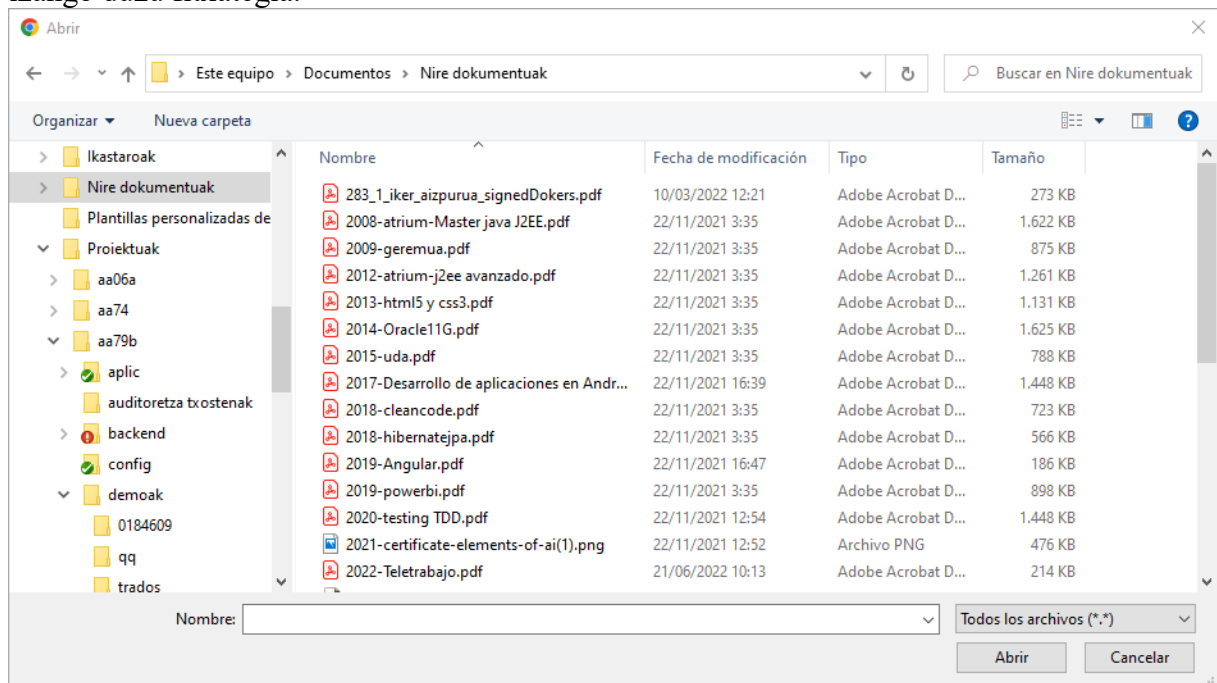 Abrir
Este equipo > Documentos > Nire dokumentuak
Buscar en Nire dokumentuak
Organizar Nueva carpeta
Ikastaroak
Nire dokumentuak
Plantillas personalizadas de
Proiektuak
aa06a
aa74
aa79b
aplic
auditoretza txostenak
backend
config
demoak
0184609
qq
trados
Nombre Fecha de modificación Tipo Tamaño
283_1_iker_aizpurua_signedDokers.pdf 10/03/2022 12:21 Adobe Acrobat D... 273 KB
2008-atrium-Master java J2EE.pdf 22/11/2021 3:35 Adobe Acrobat D... 1.622 KB
2009-geremua.pdf 22/11/2021 3:35 Adobe Acrobat D... 875 KB
2012-atrium-j2ee avanzado.pdf 22/11/2021 3:35 Adobe Acrobat D... 1.261 KB
2013-html5 y css3.pdf 22/11/2021 3:35 Adobe Acrobat D... 1.131 KB
2014-Oracle11G.pdf 22/11/2021 3:35 Adobe Acrobat D... 1.625 KB
2015-uda.pdf 22/11/2021 3:35 Adobe Acrobat D... 788 KB
2017-Desarrollo de aplicaciones en Andr... 22/11/2021 16:39 Adobe Acrobat D... 1.448 KB
2018-cleancode.pdf 22/11/2021 3:35 Adobe Acrobat D... 723 KB
2018-hibernatejpa.pdf 22/11/2021 3:35 Adobe Acrobat D... 566 KB
2019-Angular.pdf 22/11/2021 16:47 Adobe Acrobat D... 186 KB
2019-powerbi.pdf 22/11/2021 3:35 Adobe Acrobat D... 898 KB
2020-testing TDD.pdf 22/11/2021 12:54 Adobe Acrobat D... 1.448 KB
2021-certificate-elements-of-ai(1).png 22/11/2021 12:52 Archivo PNG 476 KB
2022-Teletrabajo.pdf 21/06/2022 10:13 Adobe Acrobat D... 214 KB
Nombre:
Todos los archivos (*.*)
Abrir Cancelar